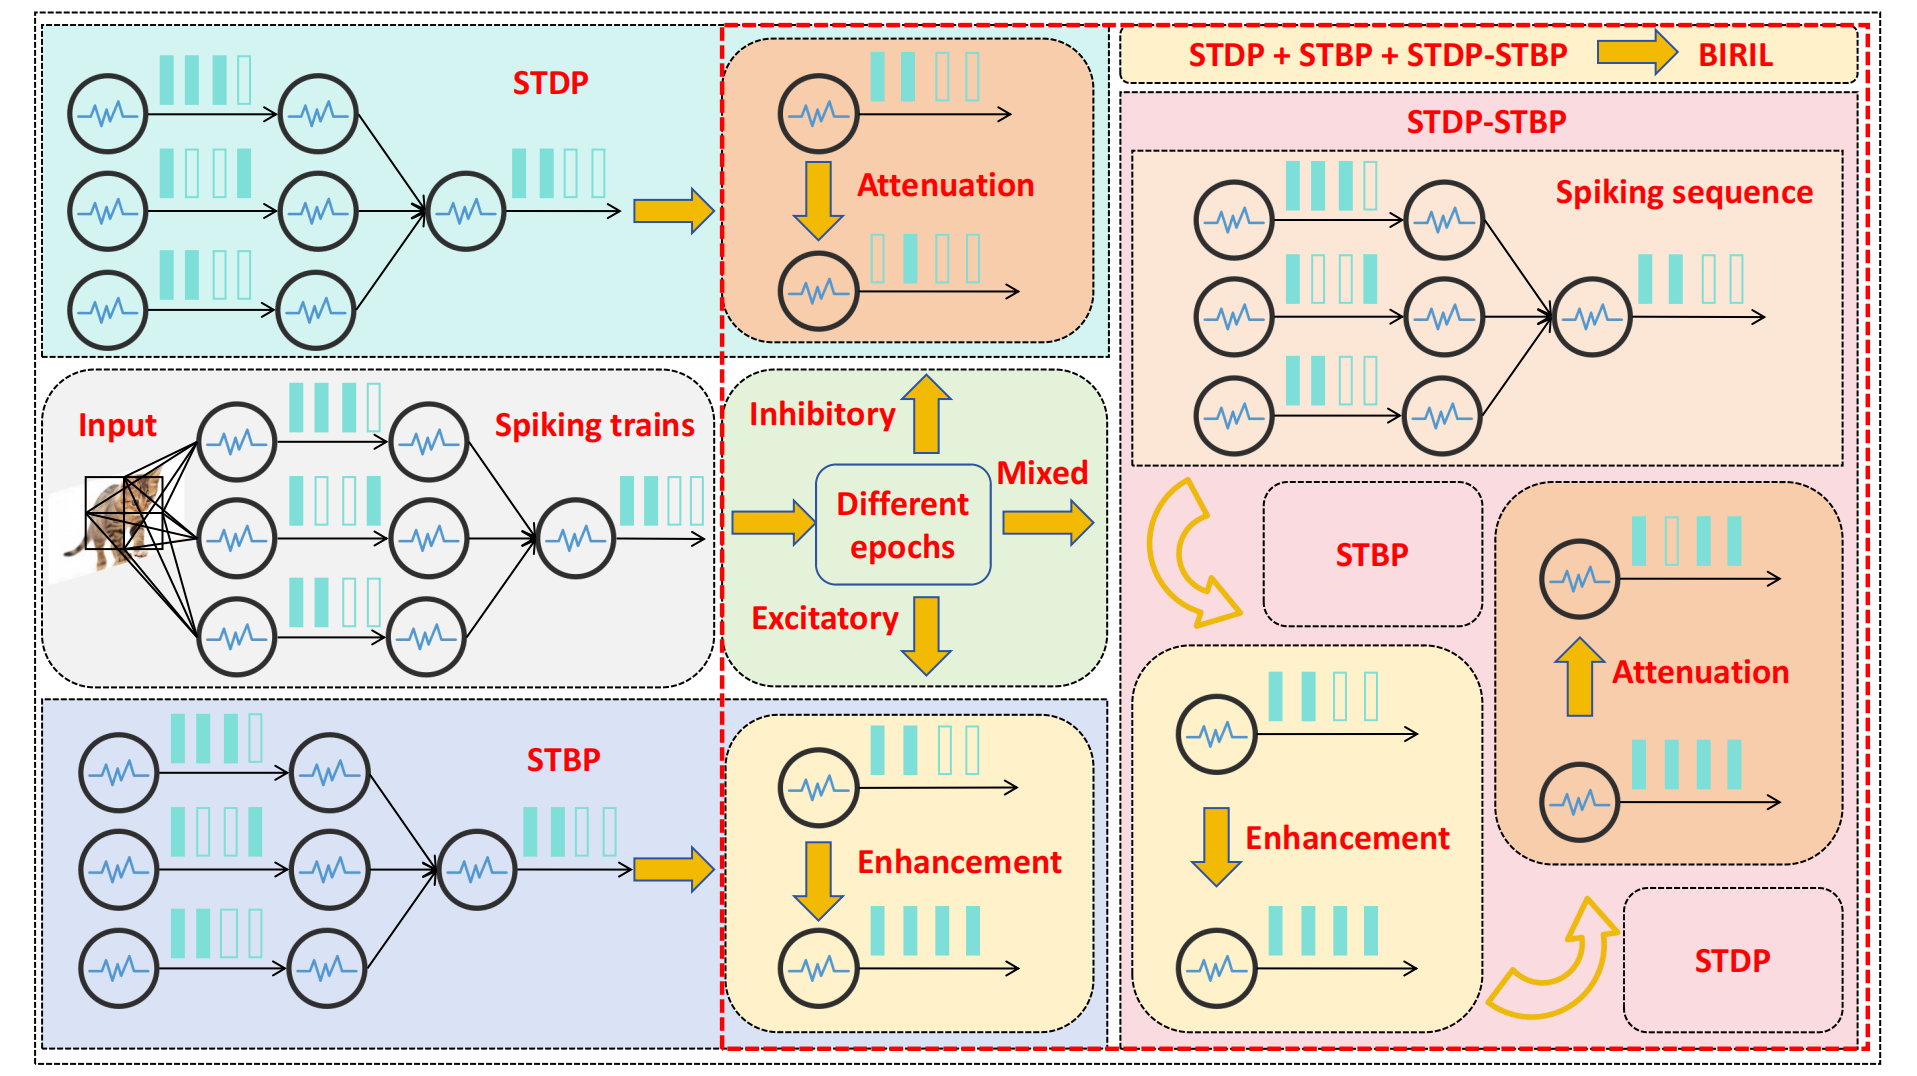 STDP
Attenuation
Input
Spiking trains
Inhibitory
Different
epochs
Mixed
Excitatory
STBP
Enhancement
STDP + STBP + STDP-STBP
BIRIL
STDP-STBP
Spiking sequence
STBP
Attenuation
Enhancement
STDP